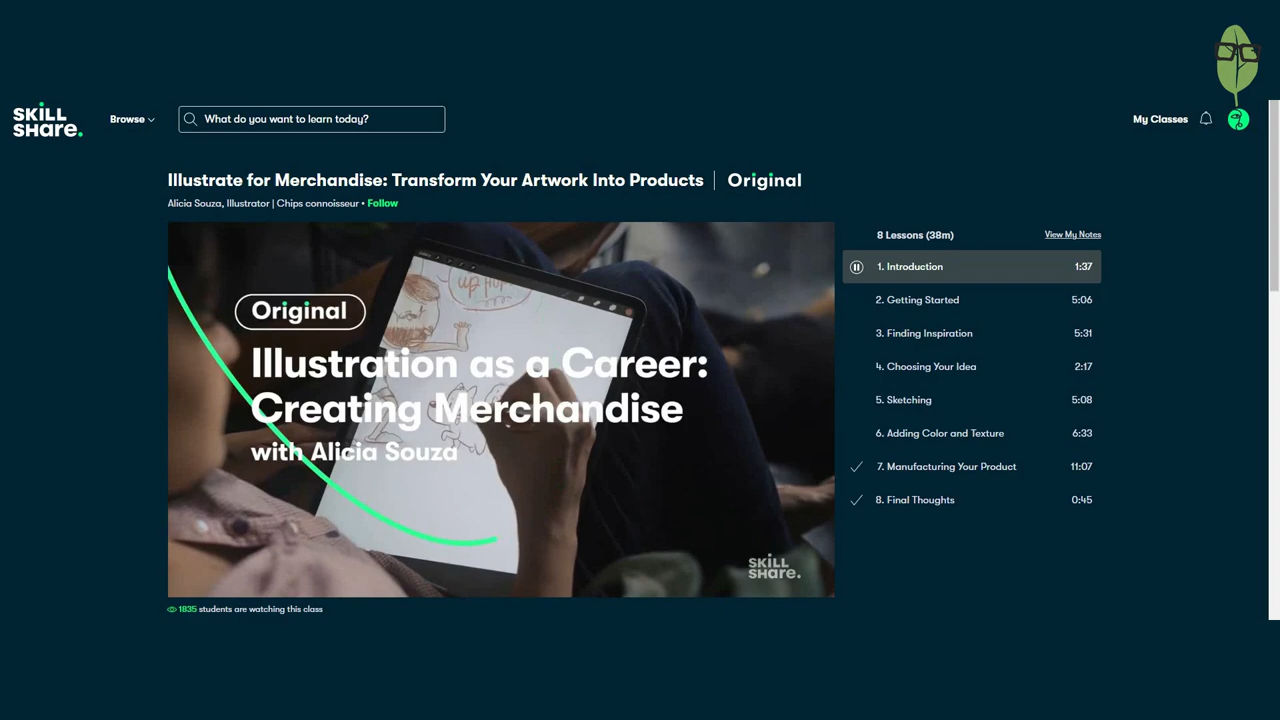 SKILL
SHARE.
Browse
What do you want to learn today?
My Classes
Illustrate for Merchandise: Transform Your Artwork Into Products | Original
Alicia Souza, Illustrator | Chips connoisseur • Follow
Original
Illustration as a Career:
Creating Merchandise
with Alicia Souza
SKILL
SHARE.
8 Lessons (38m) View My Notes
1. Introduction 1:37
2. Getting Started 5:06
3. Finding Inspiration 5:31
4. Choosing Your Idea 2:17
5. Sketching 5:08
6. Adding Color and Texture 6:33
7. Manufacturing Your Product 11:07
8. Final Thoughts 0:45
1835 students are watching this class